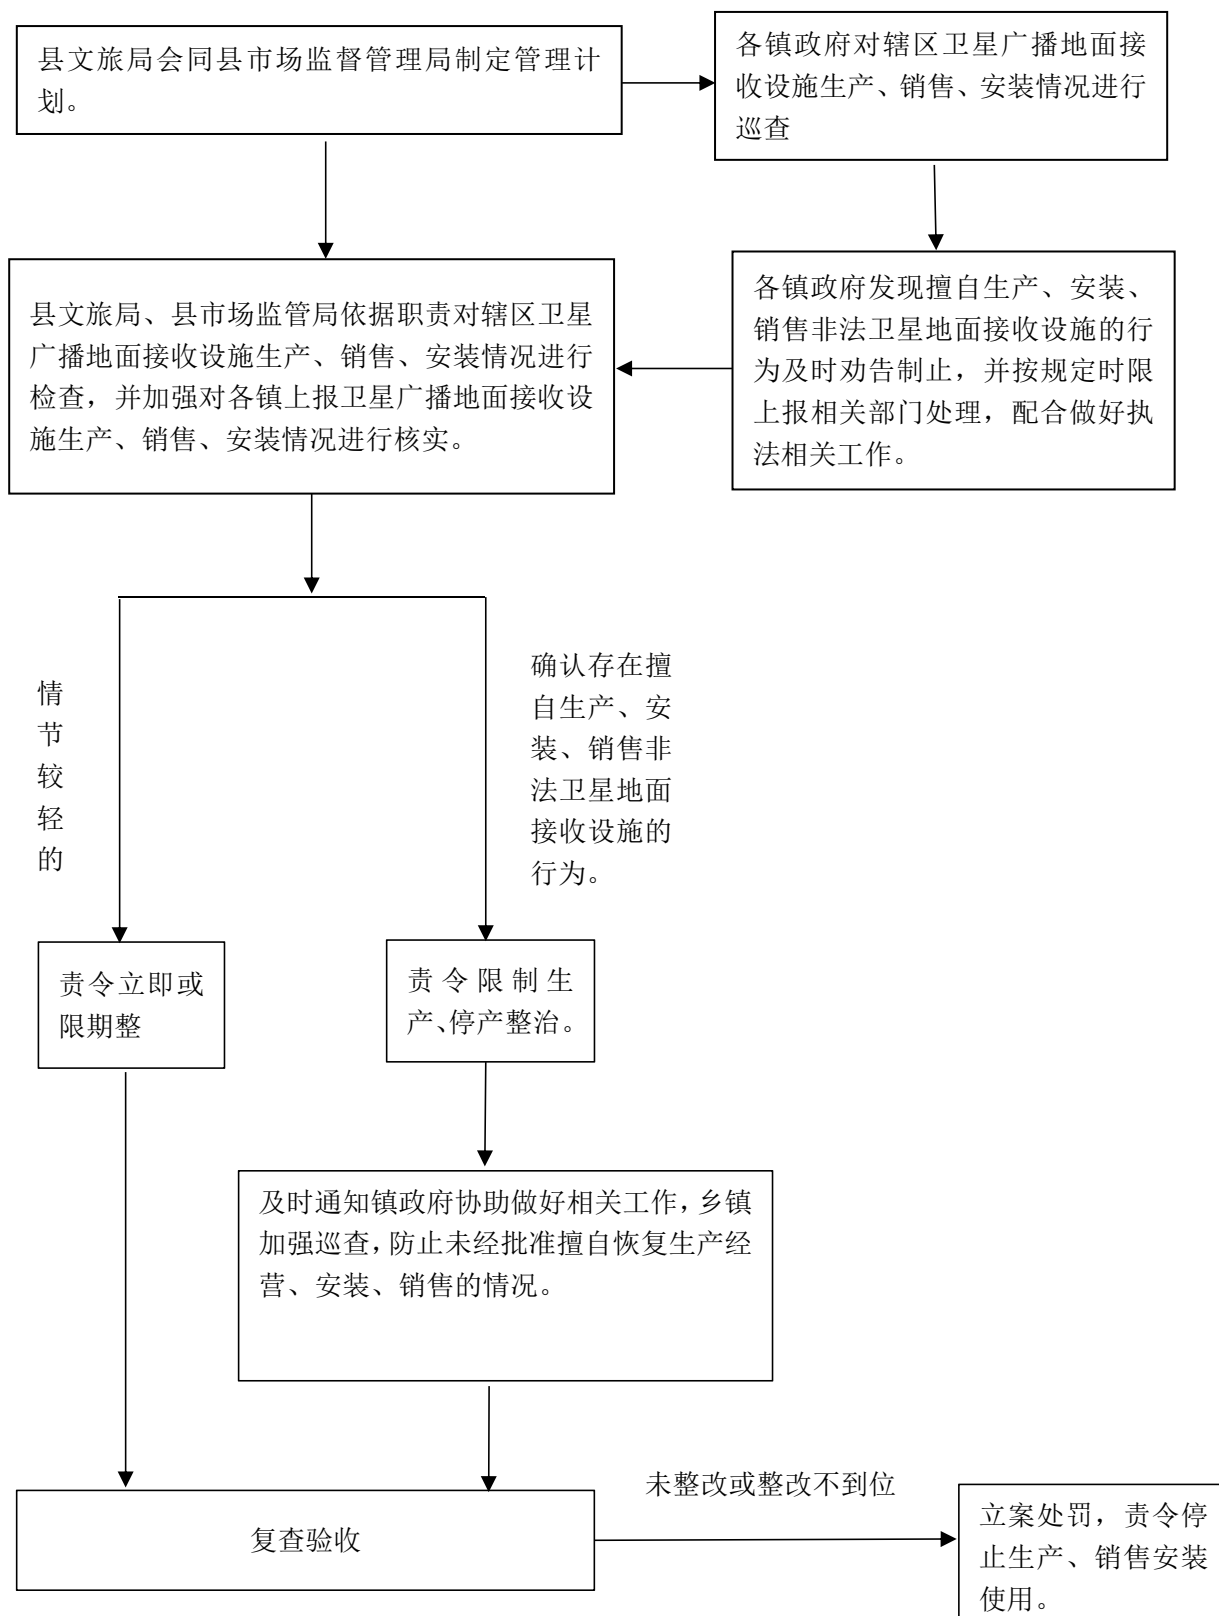 县文旅局会同县市场监督管理局制定管理计
划。
各镇政府对辖区卫星广播地面接
收设施生产、销售、安装情况进行
巡查
各镇政府发现擅自生产、安装、
销售非法卫星地面接收设施的行
为及时劝告制止，并按规定时限
上报相关部门处理，配合做好执
法相关工作。
县文旅局、县市场监管局依据职责对辖区卫星
广播地面接收设施生产、销售、安装情况进行
检查，并加强对各镇上报卫星广播地面接收设
施生产、销售、安装情况进行核实。
情
节
较
轻
的
确认存在擅
自生产、安
装、销售非
法卫星地面
接收设施的
行为。
责令立即或
限期整
责令限制生
产、停产整治。
及时通知镇政府协助做好相关工作，乡镇
加强巡查，防止未经批准擅自恢复生产经
营、安装、销售的情况。
复查验收
未整改或整改不到位
立案处罚，责令停
止生产、销售安装
使用。